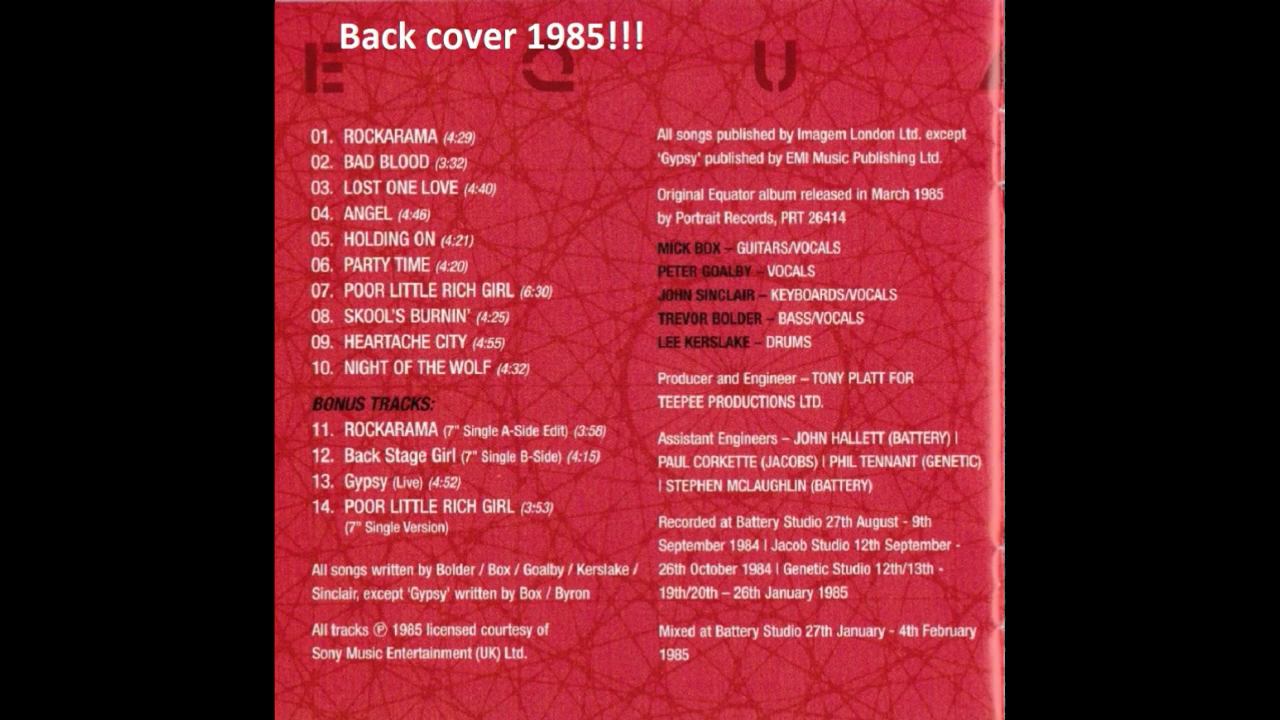 Back cover 1985!!!
E Q U
01. ROCKARAMA (4:29)
02. BAD BLOOD (3:32)
03. LOST ONE LOVE (4:40)
04. ANGEL (4:46)
05. HOLDING ON (4:21)
06. PARTY TIME (4:20)
07. POOR LITTLE RICH GIRL (6:30)
08. SKOOL'S BURNIN' (4:25)
09. HEARTACHE CITY (4:55)
10. NIGHT OF THE WOLF (4:32)
BONUS TRACKS:
11. ROCKARAMA (7" Single A-Side Edit) (3:58)
12. Back Stage Girl (7" Single B-Side) (4:15)
13. Gypsy (Live) (4:52)
14. POOR LITTLE RICH GIRL (3:53)
(7" Single Version)
All songs written by Bolder / Box / Goalby / Kerslake /
Sinclair, except 'Gypsy' written by Box / Byron
All tracks ℗ 1985 licensed courtesy of
Sony Music Entertainment (UK) Ltd.
All songs published by Imagem London Ltd. except
'Gypsy' published by EMI Music Publishing Ltd.
Original Equator album released in March 1985
by Portrait Records, PRT 26414
MICK BOX – GUITARS/VOCALS
PETER GOALBY – VOCALS
JOHN SINCLAIR – KEYBOARDS/VOCALS
TREVOR BOLDER – BASS/VOCALS
LEE KERSLAKE – DRUMS
Producer and Engineer – TONY PLATT FOR
TEEPEE PRODUCTIONS LTD.
Assistant Engineers – JOHN HALLETT (BATTERY) |
PAUL CORKETTE (JACOBS) | PHIL TENNANT (GENETIC)
| STEPHEN MCLAUGHLIN (BATTERY)
Recorded at Battery Studio 27th August - 9th
September 1984 | Jacob Studio 12th September -
26th October 1984 | Genetic Studio 12th/13th -
19th/20th – 26th January 1985
Mixed at Battery Studio 27th January - 4th February
1985